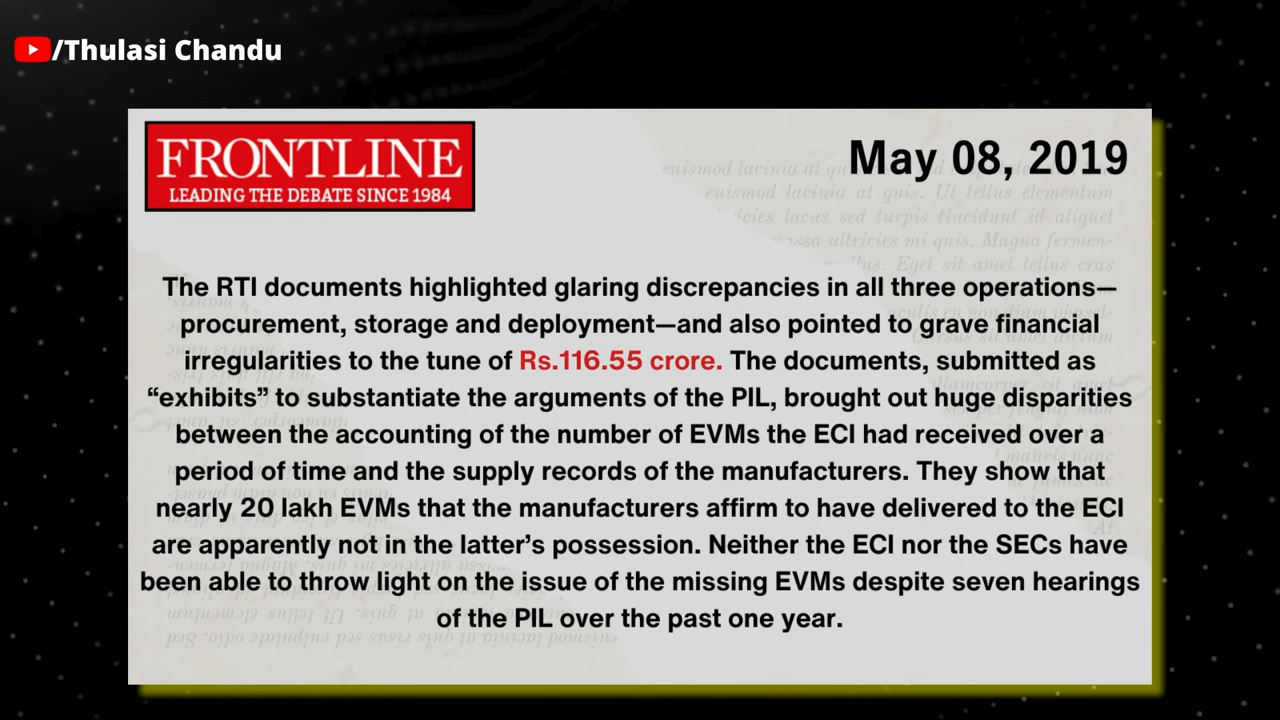 /Thulasi Chandu
FRONTLINE
LEADING THE DEBATE SINCE 1984
May 08, 2019
The RTI documents highlighted glaring discrepancies in all three operations—
procurement, storage and deployment—and also pointed to grave financial
irregularities to the tune of Rs.116.55 crore. The documents, submitted as
“exhibits” to substantiate the arguments of the PIL, brought out huge disparities
between the accounting of the number of EVMs the ECI had received over a
period of time and the supply records of the manufacturers. They show that
nearly 20 lakh EVMs that the manufacturers affirm to have delivered to the ECI
are apparently not in the latter’s possession. Neither the ECI nor the SECs have
been able to throw light on the issue of the missing EVMs despite seven hearings
of the PIL over the past one year.